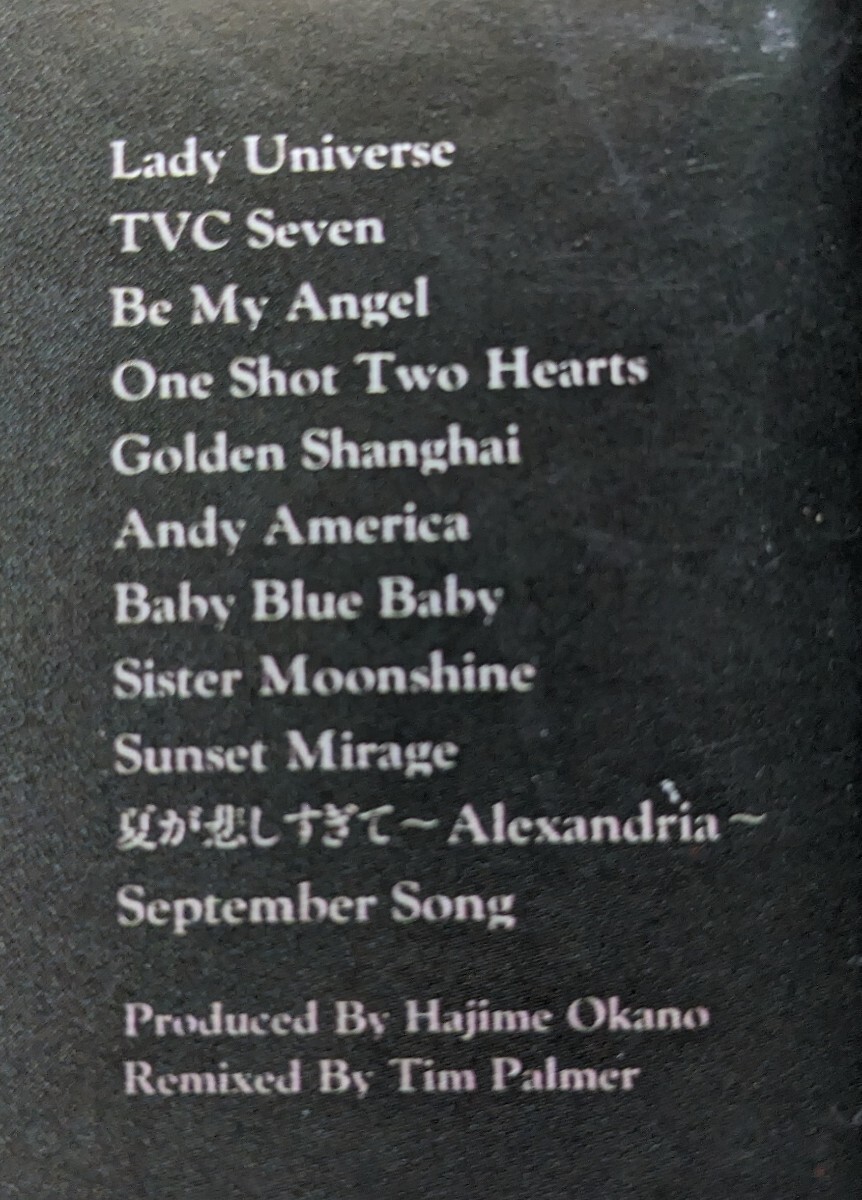 Lady Universe
TVC Seven
Be My Angel
One Shot Two Hearts
Golden Shanghai
Andy America
Baby Blue Baby
Sister Moonshine
Sunset Mirage
夏が悲しすぎて～Alexandria～
September Song
Produced By Hajime Okano
Remixed By Tim Palmer